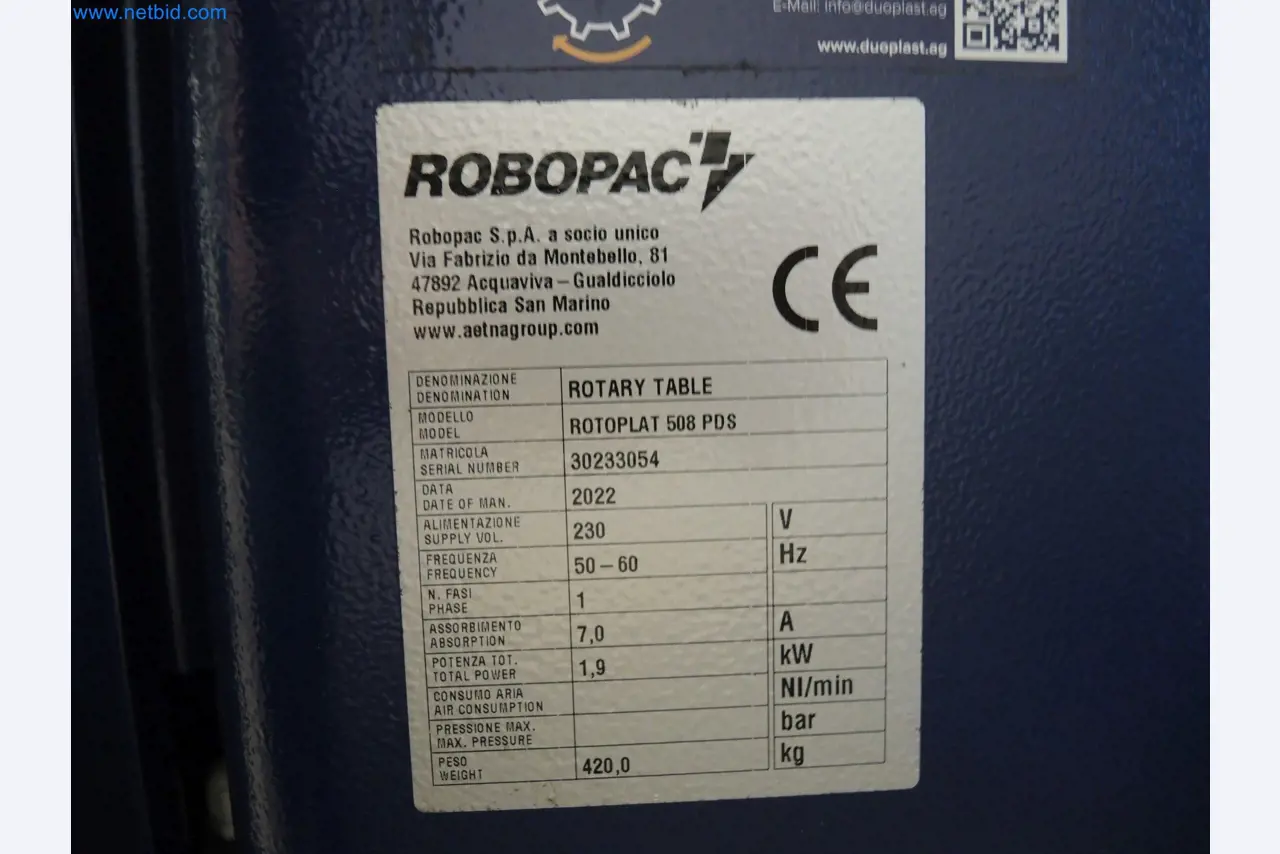 www.netbid.com
E-Mail: info@duoplast.ag
www.duoplast.ag
ROBOPAC
Robopac S.p.A. a socio unico
Via Fabrizio da Montebello, 81
47892 Acquaviva – Gualdicciolo
Repubblica San Marino
www.aetnagroup.com
CE
DENOMINAZIONE
DENOMINATION
ROTARY TABLE
MODELLO
MODEL
ROTOPLAT 508 PDS
MATRICOLA
SERIAL NUMBER
30233054
DATA
DATE OF MAN.
2022
ALIMENTAZIONE
SUPPLY VOL.
230
V
FREQUENZA
FREQUENCY
50 – 60
Hz
N. FASI
PHASE
1
ASSORBIMENTO
ABSORPTION
7,0
A
POTENZA TOT.
TOTAL POWER
1,9
kW
CONSUMO ARIA
AIR CONSUMPTION
Nl/min
PRESSIONE MAX.
MAX. PRESSURE
bar
PESO
WEIGHT
420,0
kg